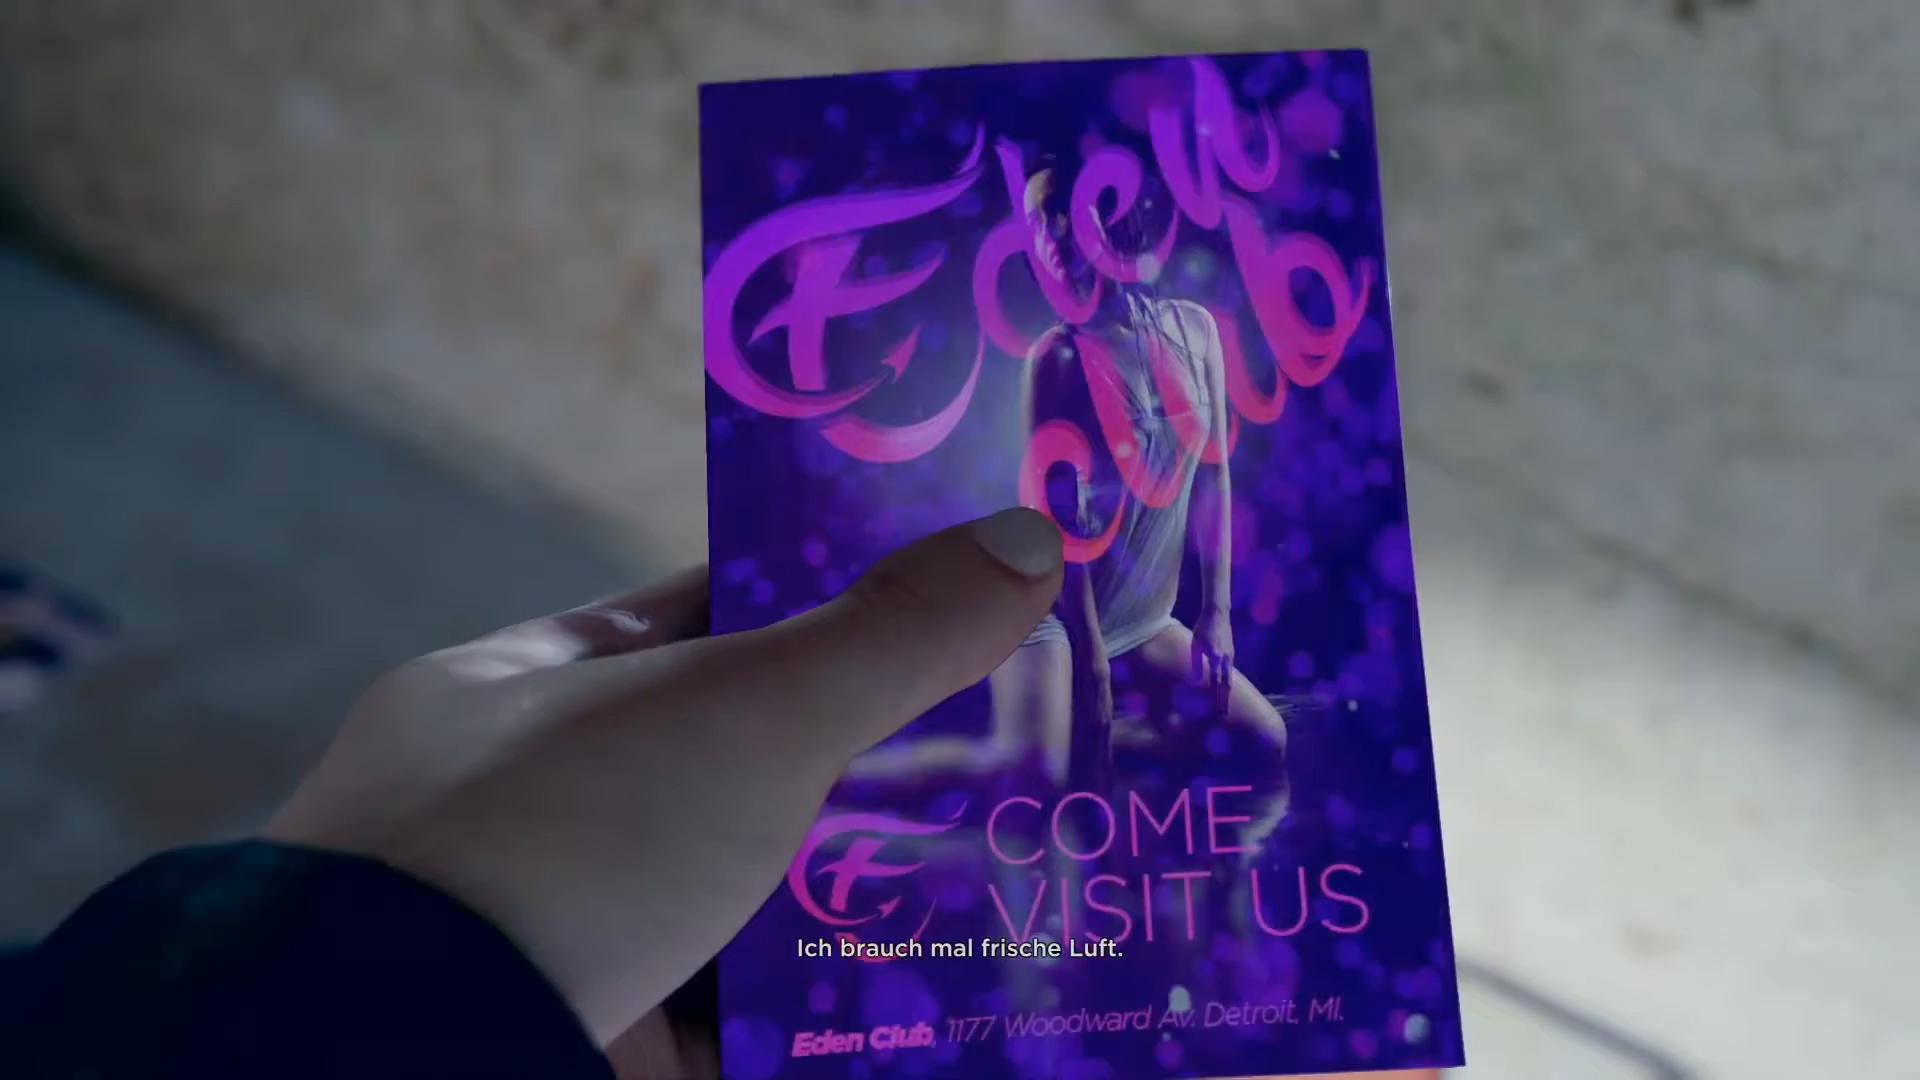 Eden
club
COME
VISIT US
Ich brauch mal frische Luft.
Eden Club, 1177 Woodward Av. Detroit, MI.